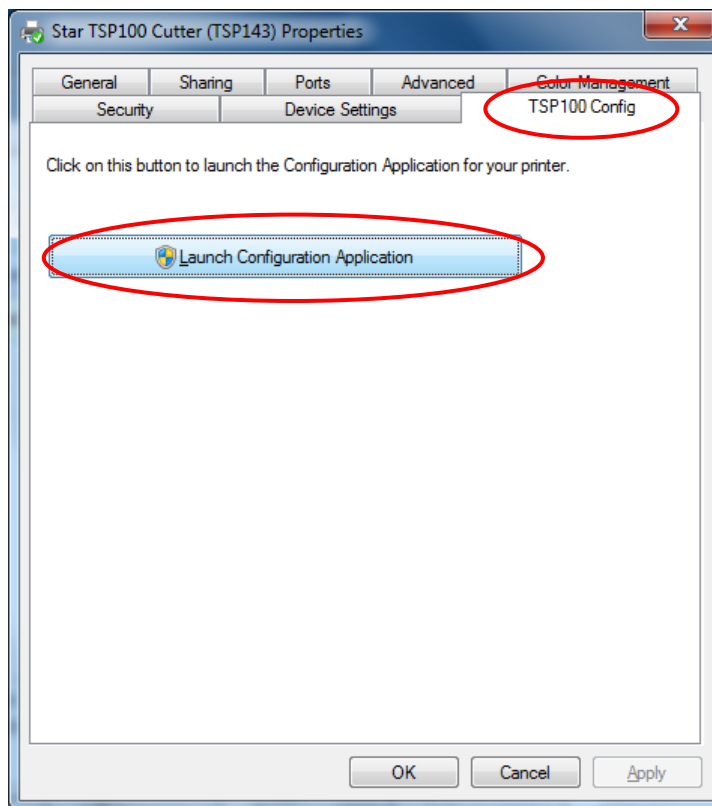 Star TSP100 Cutter (TSP143) Properties
x
General Sharing Ports Advanced Color Management
Security Device Settings TSP100 Config
Click on this button to launch the Configuration Application for your printer.
Launch Configuration Application
OK Cancel Apply